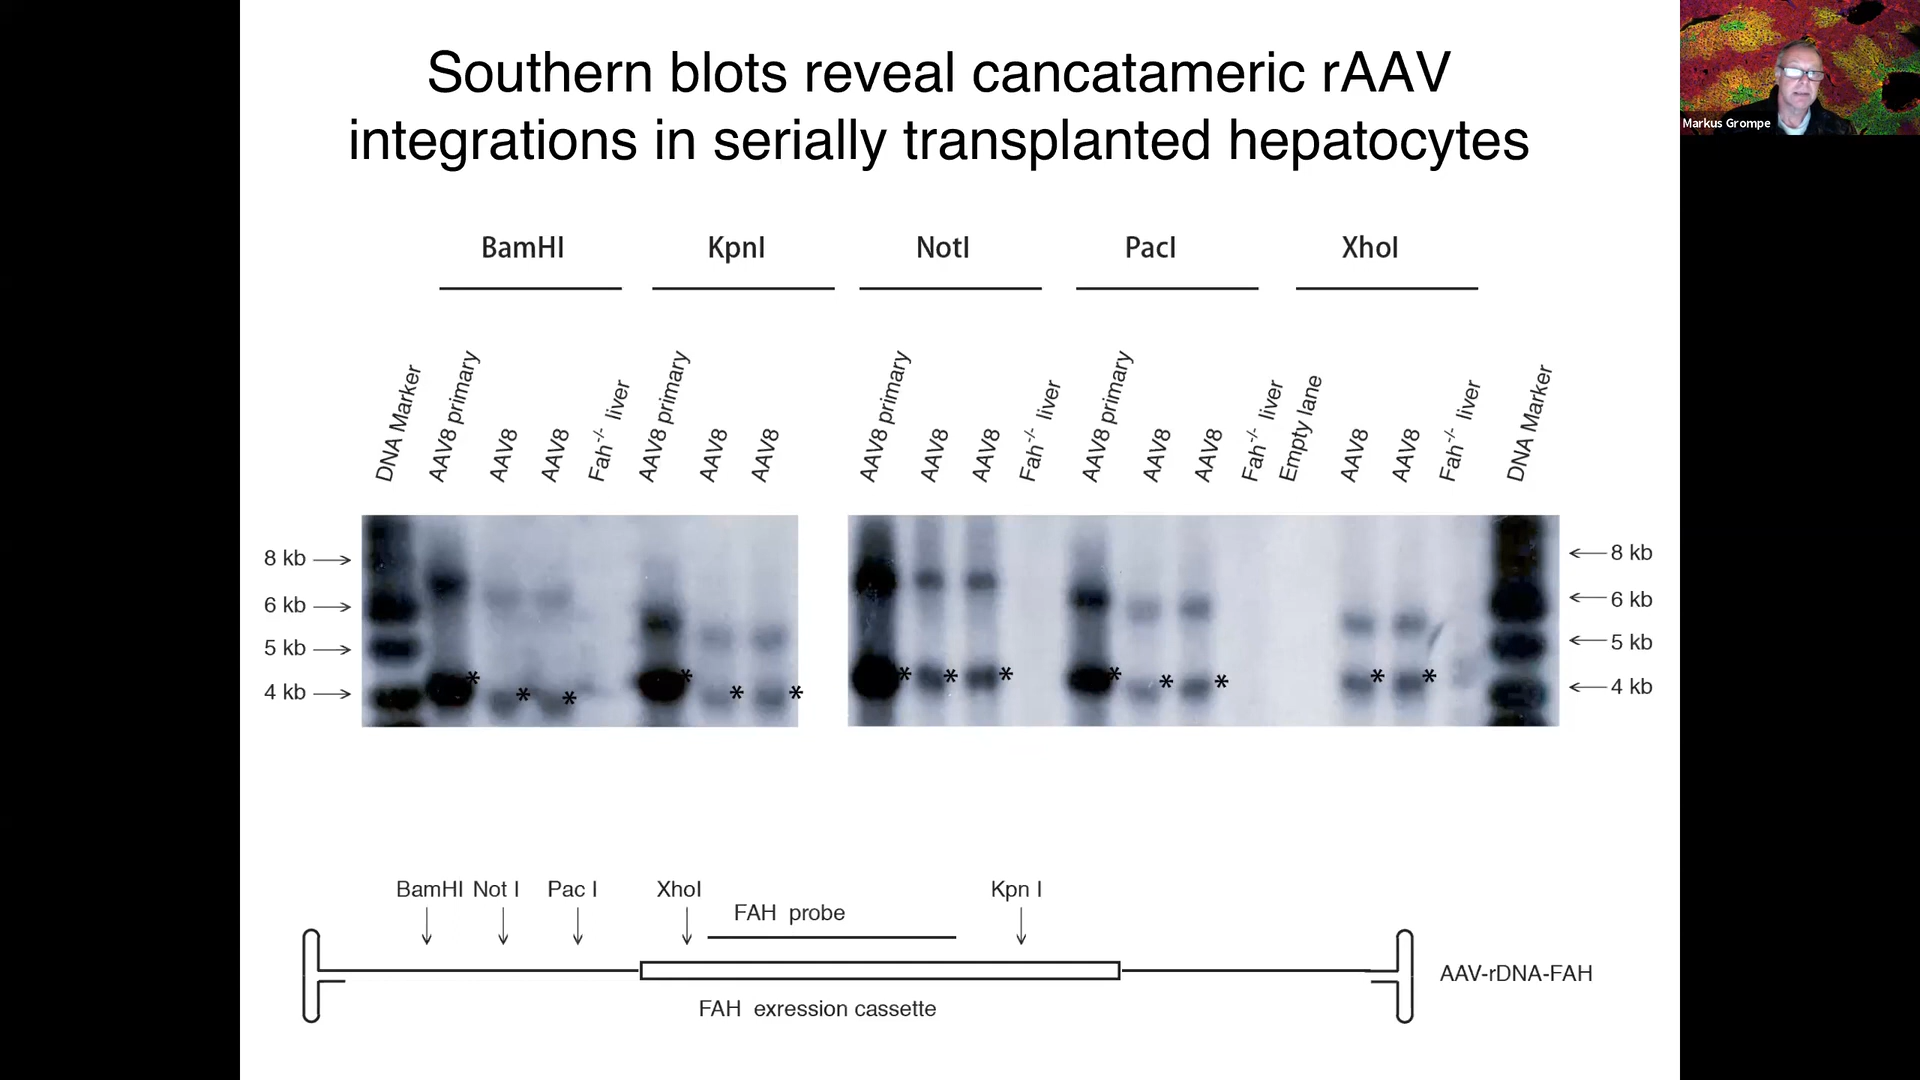 Southern blots reveal cancatameric rAAV
integrations in serially transplanted hepatocytes
Markus Grompe
BamHI KpnI NotI PacI XhoI
DNA Marker
AAV8 primary
AAV8
AAV8
Fah-/- liver
AAV8 primary
AAV8
AAV8
AAV8 primary
AAV8
AAV8
Fah-/- liver
AAV8 primary
AAV8
AAV8
Fah-/- liver
Empty lane
AAV8
AAV8
Fah-/- liver
DNA Marker
8 kb
6 kb
5 kb
4 kb
* * * * * * * * * * * * * *
8 kb
6 kb
5 kb
4 kb
BamHI Not I Pac I XhoI Kpn I
FAH probe
AAV-rDNA-FAH
FAH exression cassette